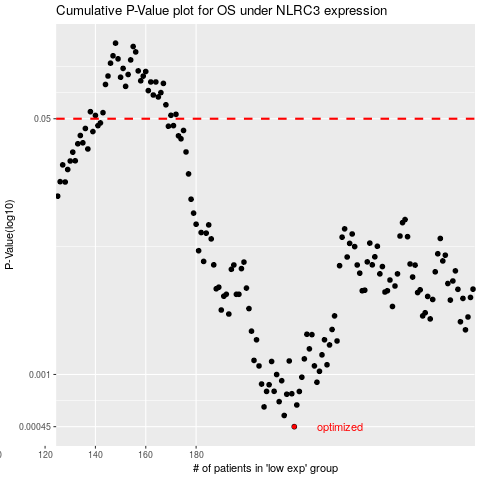 Cumulative P-Value plot for OS under NLRC3 expression
P-Value(log10)
0.05
0.001
0.00045
optimized
0 120 140 160 180
# of patients in 'low exp' group